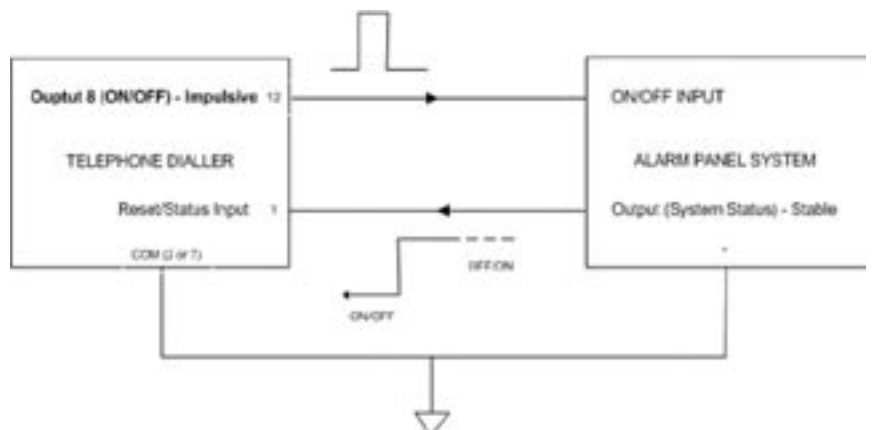 Ouptut 8 (ON/OFF) - Impulsive 12
ON/OFF INPUT
TELEPHONE DIALLER
ALARM PANEL SYSTEM
Reset/Status Input 1
Output (System Status) - Stable
COM (2 or 7)
-
OFF/ON
ON/OFF